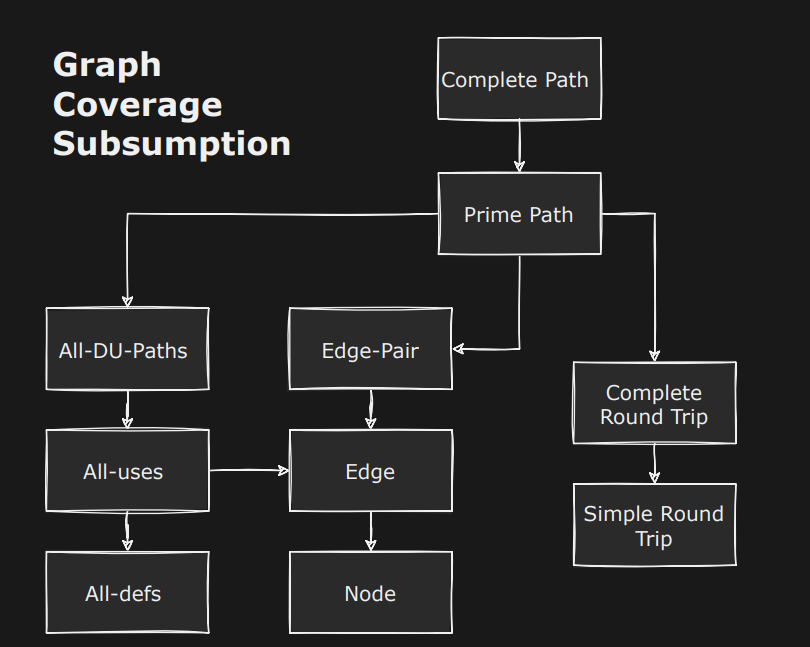 Graph
Coverage
Subsumption
Complete Path
Prime Path
All-DU-Paths
Edge-Pair
Complete
Round Trip
All-uses
Edge
Simple Round
Trip
All-defs
Node